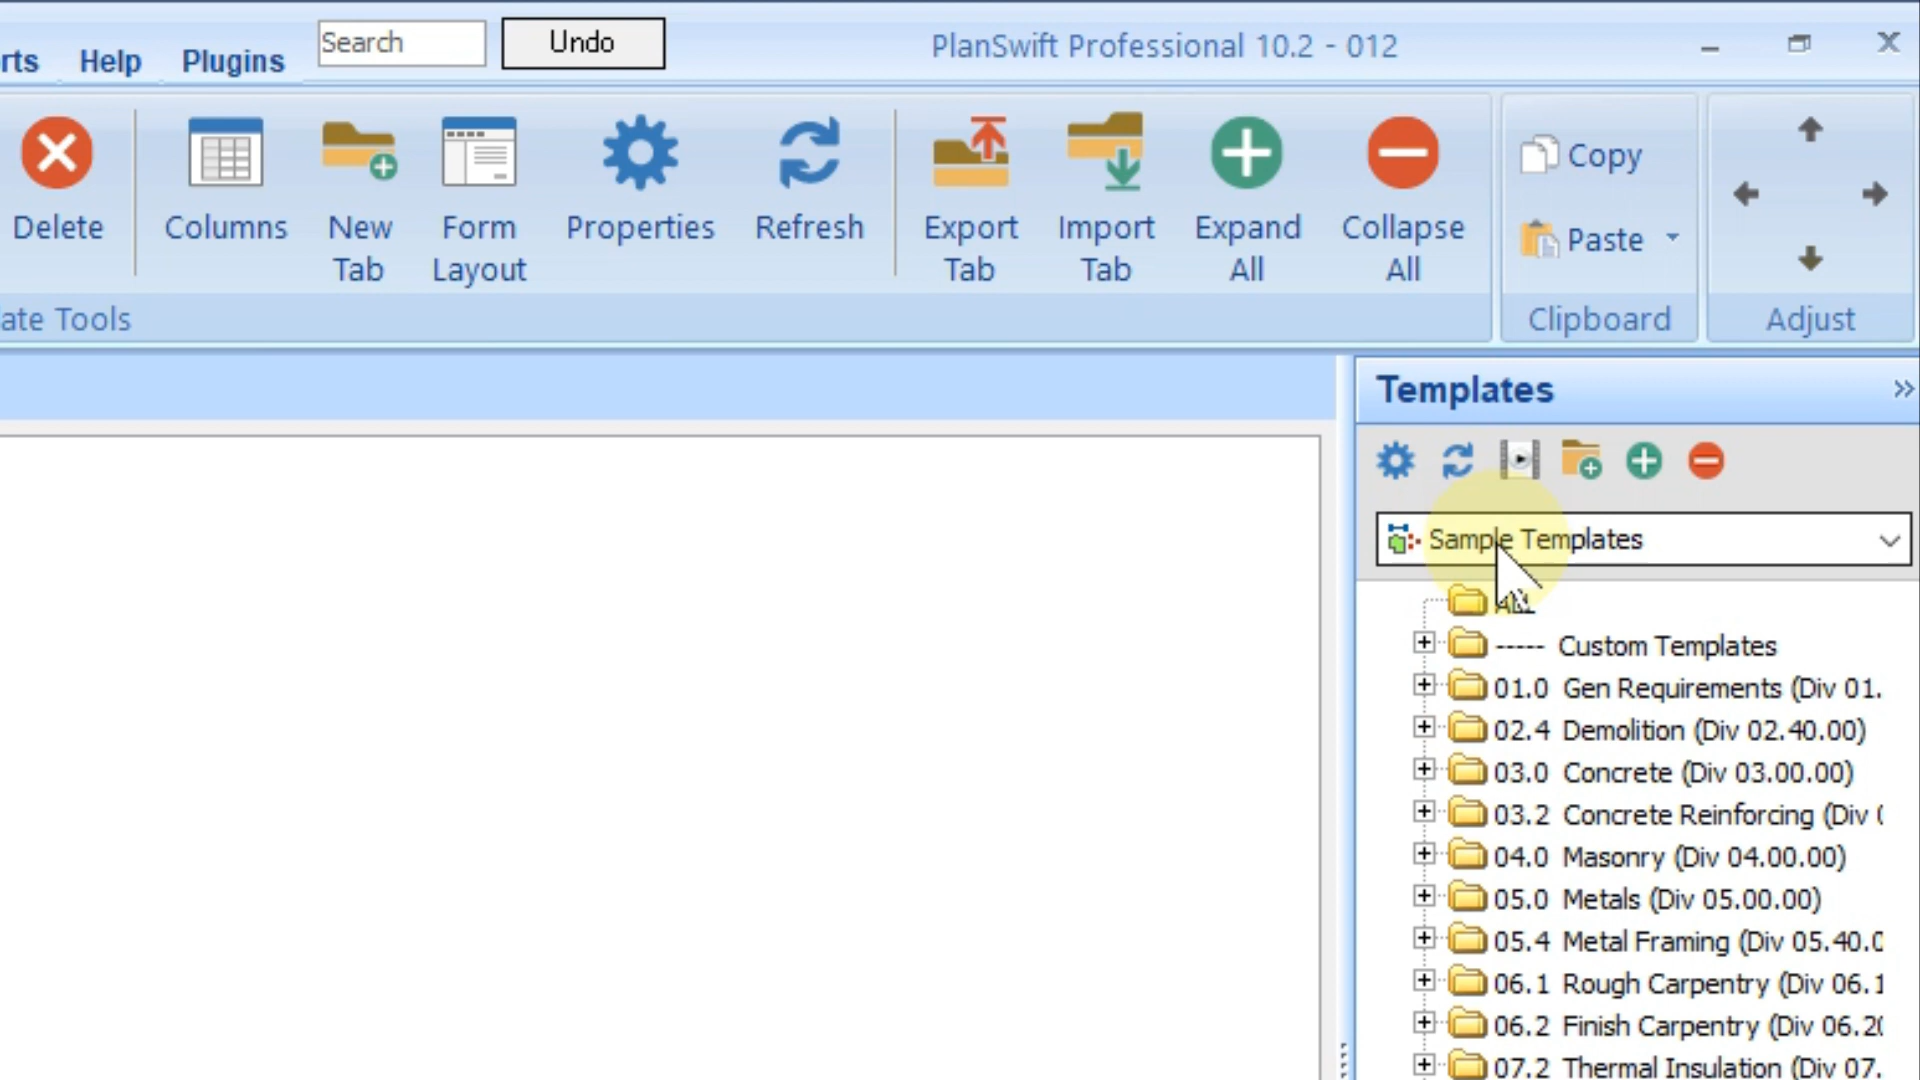 rts Help Plugins Search Undo PlanSwift Professional 10.2 - 012
Delete Columns New Tab Form Layout Properties Refresh Export Tab Import Tab Expand All Collapse All Copy
Paste
ate Tools Clipboard Adjust
Templates
Sample Templates
----- Custom Templates
01.0 Gen Requirements (Div 01.
02.4 Demolition (Div 02.40.00)
03.0 Concrete (Div 03.00.00)
03.2 Concrete Reinforcing (Div 0
04.0 Masonry (Div 04.00.00)
05.0 Metals (Div 05.00.00)
05.4 Metal Framing (Div 05.40.0
06.1 Rough Carpentry (Div 06.1
06.2 Finish Carpentry (Div 06.20
07.2 Thermal Insulation (Div 07.